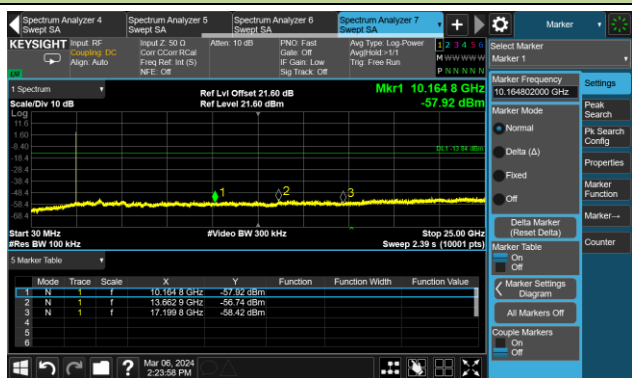 Spectrum Analyzer 4
Swept SA
Spectrum Analyzer 5
Swept SA
Spectrum Analyzer 6
Swept SA
Spectrum Analyzer 7
Swept SA
+
Marker
KEYSIGHT
Input: RF
Coupling: DC
Align: Auto
Input Z: 50 Ω
Corr CCorr RCal
Freq Ref: Int (S)
NFE: Off
Atten: 10 dB
PNO: Fast
Gate: Off
IF Gain: Low
Sig Track: Off
Avg Type: Log-Power
Avg|Hold:>1/1
Trig: Free Run
1 2 3 4 5 6
M W W W W W
P N N N N N
Select Marker
Marker 1
1 Spectrum
Scale/Div 10 dB
Ref Lvl Offset 21.60 dB
Ref Level 21.60 dBm
Mkr1 10.164 8 GHz
-57.92 dBm
Log
11.6
1.60
-8.40
-18.4
-28.4
-38.4
-48.4
-58.4
-68.4
DL1 -13.84 dBm
1
2
3
Start 30 MHz
#Res BW 100 kHz
#Video BW 300 kHz
Stop 25.00 GHz
Sweep 2.39 s (10001 pts)
5 Marker Table
Mode Trace Scale X Y Function Function Width Function Value
1 N 1 f 10.164 8 GHz -57.92 dBm
2 N 1 f 13.662 9 GHz -56.74 dBm
3 N 1 f 17.199 8 GHz -58.42 dBm
4
5
6
Marker Frequency
10.164802000 GHz
Marker Mode
Normal
Delta (Δ)
Fixed
Off
Delta Marker
(Reset Delta)
Marker Table
On
Off
Marker Settings
Diagram
All Markers Off
Couple Markers
On
Off
Settings
Peak
Search
Pk Search
Config
Properties
Marker
Function
Marker→
Counter
?
Mar 06, 2024
2:23:58 PM